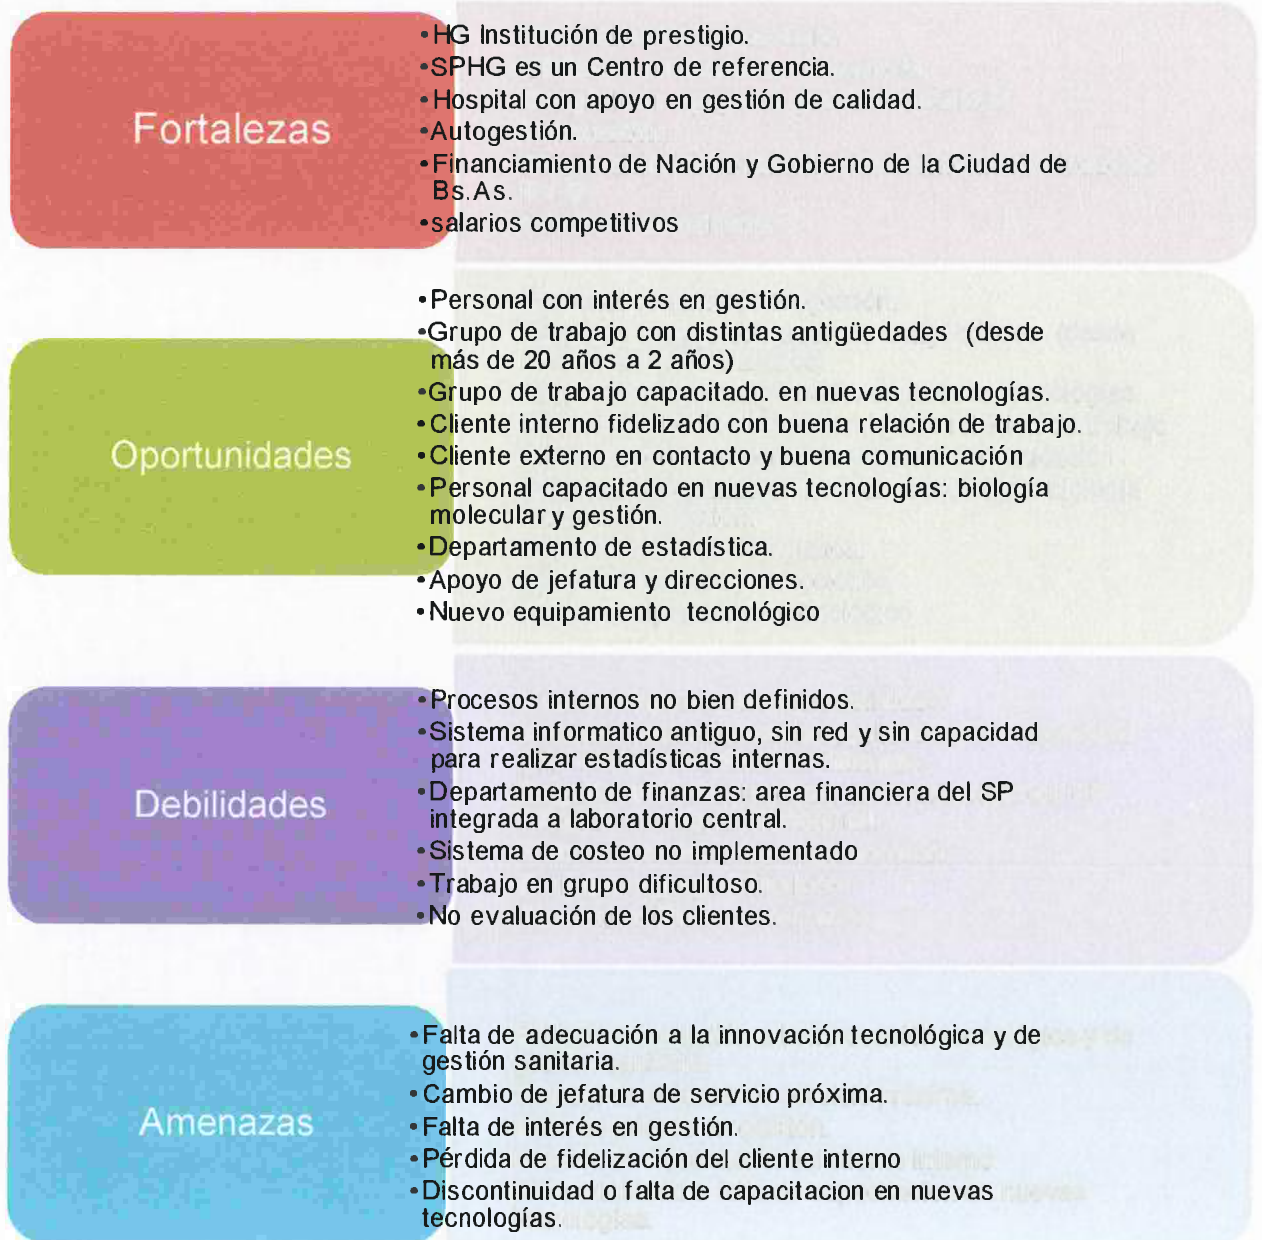 Fortalezas
•HG Institución de prestigio.
•SPHG es un Centro de referencia.
•Hospital con apoyo en gestión de calidad.
•Autogestión.
•Financiamiento de Nación y Gobierno de la Ciudad de
Bs.As.
•salarios competitivos
Oportunidades
•Personal con interés en gestión.
•Grupo de trabajo con distintas antigüedades (desde
más de 20 años a 2 años)
•Grupo de trabajo capacitado. en nuevas tecnologías.
•Cliente interno fidelizado con buena relación de trabajo.
•Cliente externo en contacto y buena comunicación
•Personal capacitado en nuevas tecnologías: biología
molecular y gestión.
•Departamento de estadística.
•Apoyo de jefatura y direcciones.
•Nuevo equipamiento tecnológico
Debilidades
•Procesos internos no bien definidos.
•Sistema informatico antiguo, sin red y sin capacidad
para realizar estadísticas internas.
•Departamento de finanzas: area financiera del SP
integrada a laboratorio central.
•Sistema de costeo no implementado
•Trabajo en grupo dificultoso.
•No evaluación de los clientes.
Amenazas
•Falta de adecuación a la innovación tecnológica y de
gestión sanitaria.
•Cambio de jefatura de servicio próxima.
•Falta de interés en gestión.
•Pérdida de fidelización del cliente interno
•Discontinuidad o falta de capacitacion en nuevas
tecnologías.